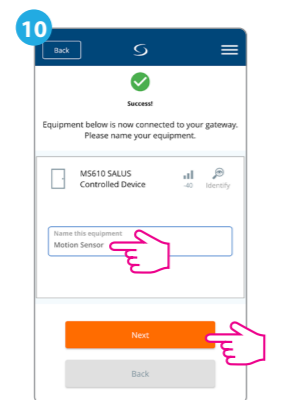 10
Back
Success!
Equipment below is now connected to your gateway.
Please name your equipment.
MS610 SALUS
Controlled Device
-40
Identify
Name this equipment
Motion Sensor
Next
Back